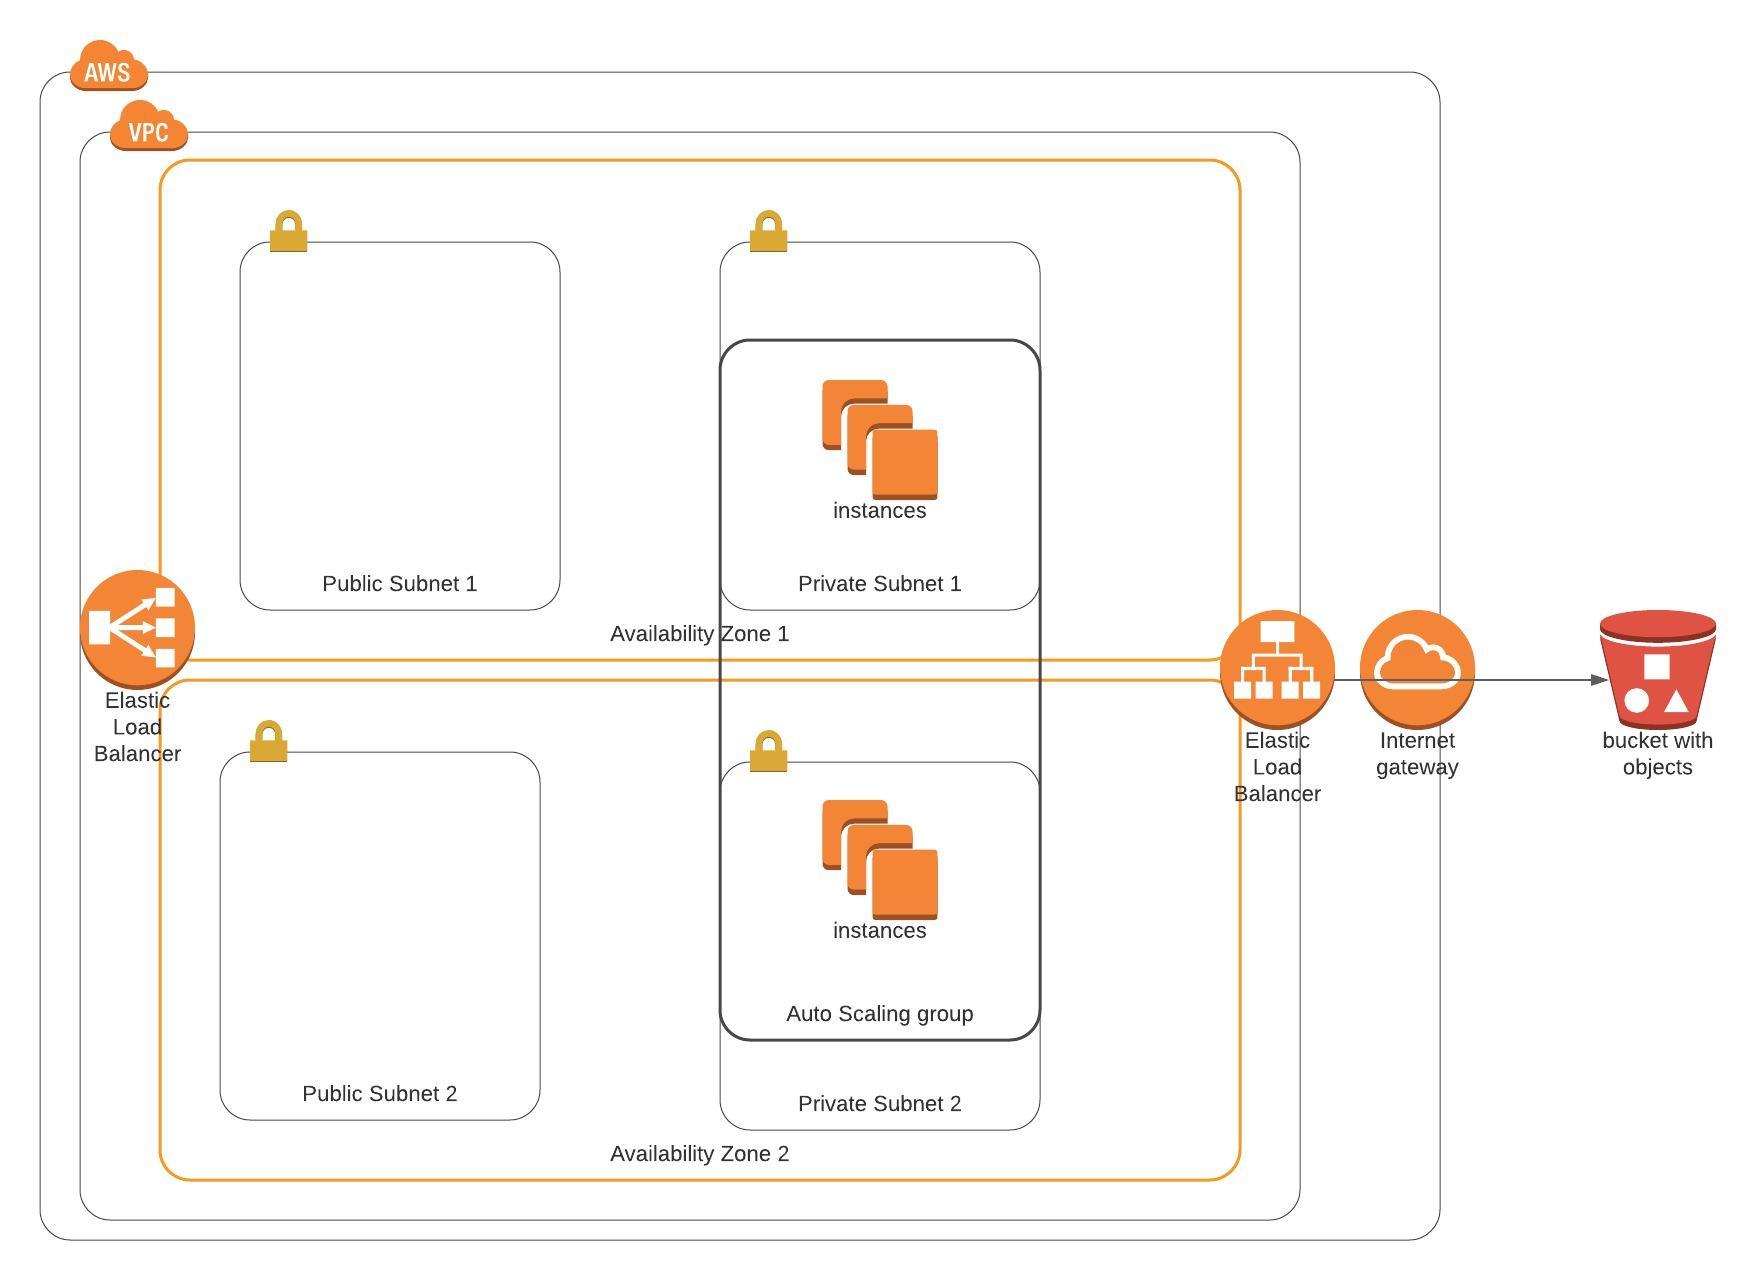 AWS
VPC
instances
Public Subnet 1
Private Subnet 1
Availability Zone 1
Elastic
Load
Balancer
Elastic
Load
Balancer
Internet
gateway
bucket with
objects
instances
Auto Scaling group
Public Subnet 2
Private Subnet 2
Availability Zone 2